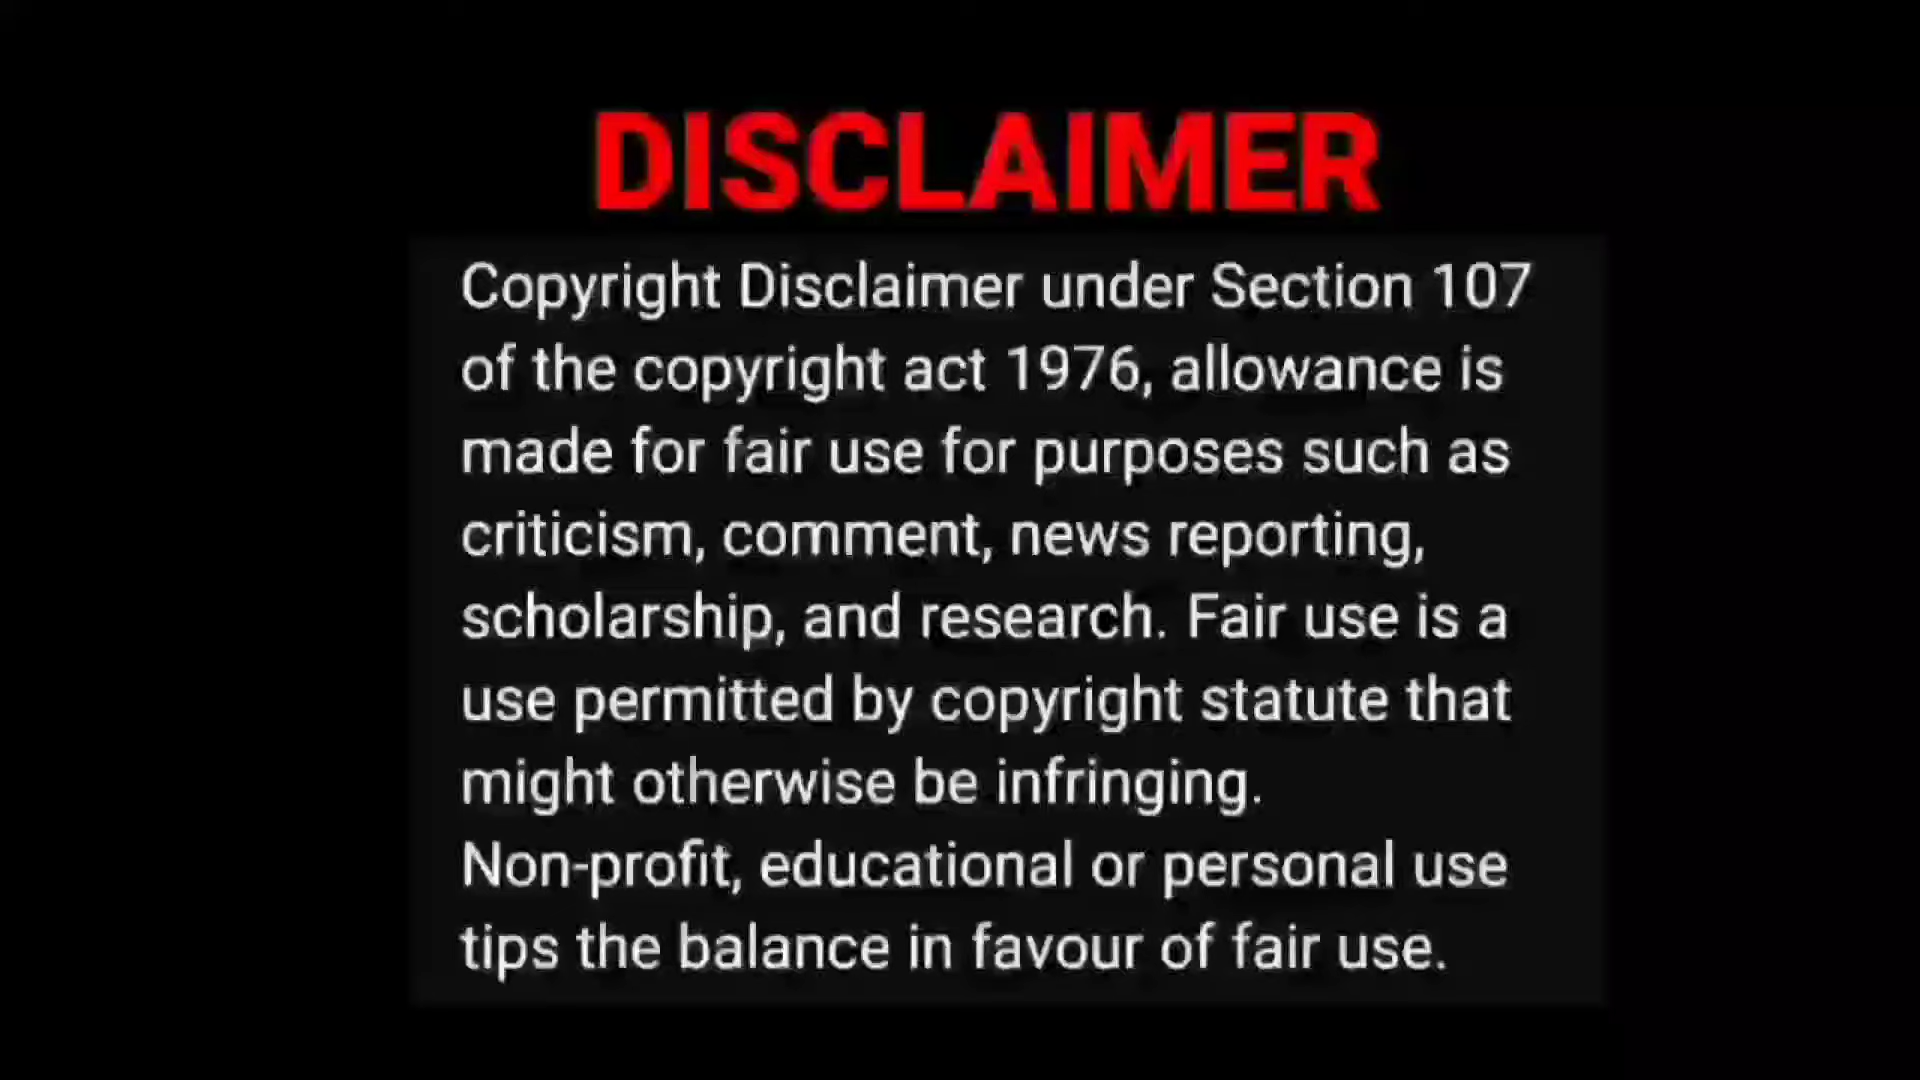 DISCLAIMER
Copyright Disclaimer under Section 107
of the copyright act 1976, allowance is
made for fair use for purposes such as
criticism, comment, news reporting,
scholarship, and research. Fair use is a
use permitted by copyright statute that
might otherwise be infringing.
Non-profit, educational or personal use
tips the balance in favour of fair use.